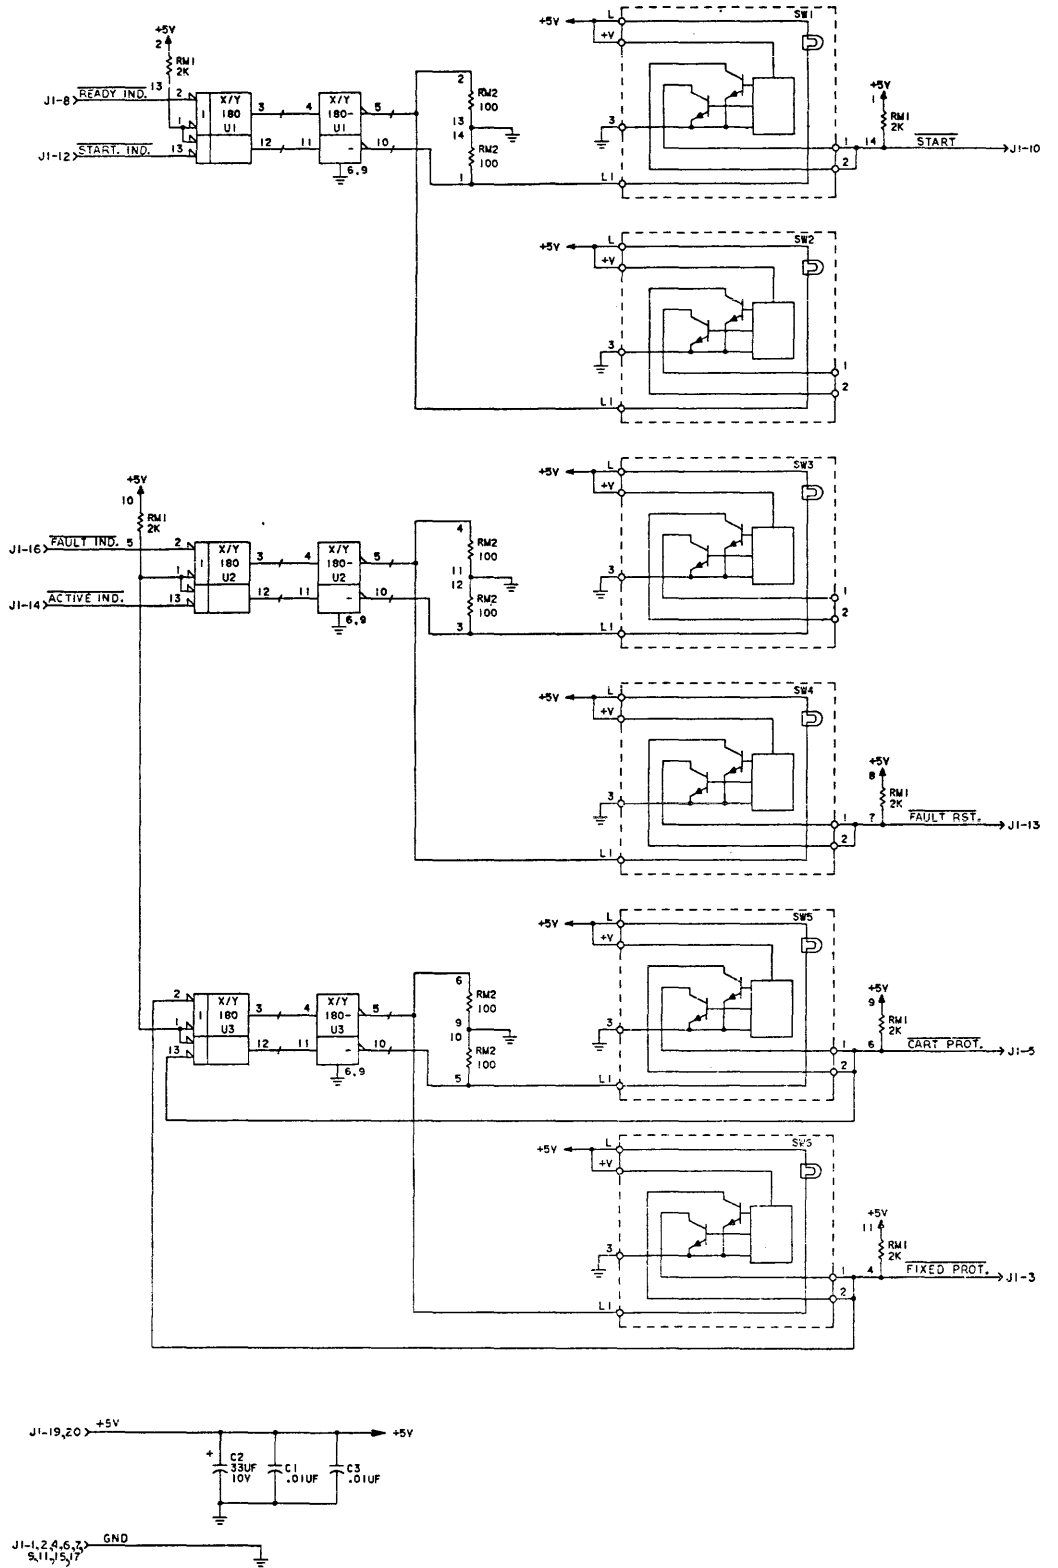 +5V
2
RM1
2K
J1-8 READY IND. 13 2
1
J1-12 START. IND. 13
1
X/Y
180
U1
3
12
4
11
X/Y
180-
U1
-
5
10
6,9
2
RM2
100
13
14
RM2
100
1
+5V
L
+V
SW1
3
L1
1
2
14
+5V
1
RM1
2K
START
J1-10
+5V
L
+V
SW2
3
L1
1
2
+5V
10
RM1
2K
J1-16 FAULT IND. 5 2
1
J1-14 ACTIVE IND. 13
1
X/Y
180
U2
3
12
4
11
X/Y
180-
U2
-
5
10
6,9
4
RM2
100
11
12
RM2
100
3
+5V
L
+V
SW3
3
L1
1
2
+5V
L
+V
SW4
3
L1
1
2
7
+5V
8
RM1
2K
FAULT RST.
J1-13
2
1
13
1
X/Y
180
U3
3
12
4
11
X/Y
180-
U3
-
5
10
6,9
6
RM2
100
9
10
RM2
100
5
+5V
L
+V
SW5
3
L1
1
2
6
+5V
9
RM1
2K
CART PROT.
J1-5
+5V
L
+V
3
L1
1
2
4
+5V
11
RM1
2K
FIXED PROT.
J1-3
J1-19,20 +5V
+5V
+
C2
33UF
10V
C1
.01UF
C3
.01UF
J1-1,2,4,6,7, GND
9,11,15,17